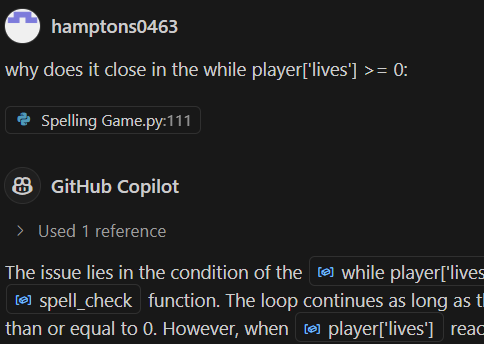 hamptons0463
why does it close in the while player['lives'] >= 0:
Spelling Game.py:111
GitHub Copilot
> Used 1 reference
The issue lies in the condition of the while player['lives
spell_check function. The loop continues as long as
than or equal to 0. However, when player['lives']